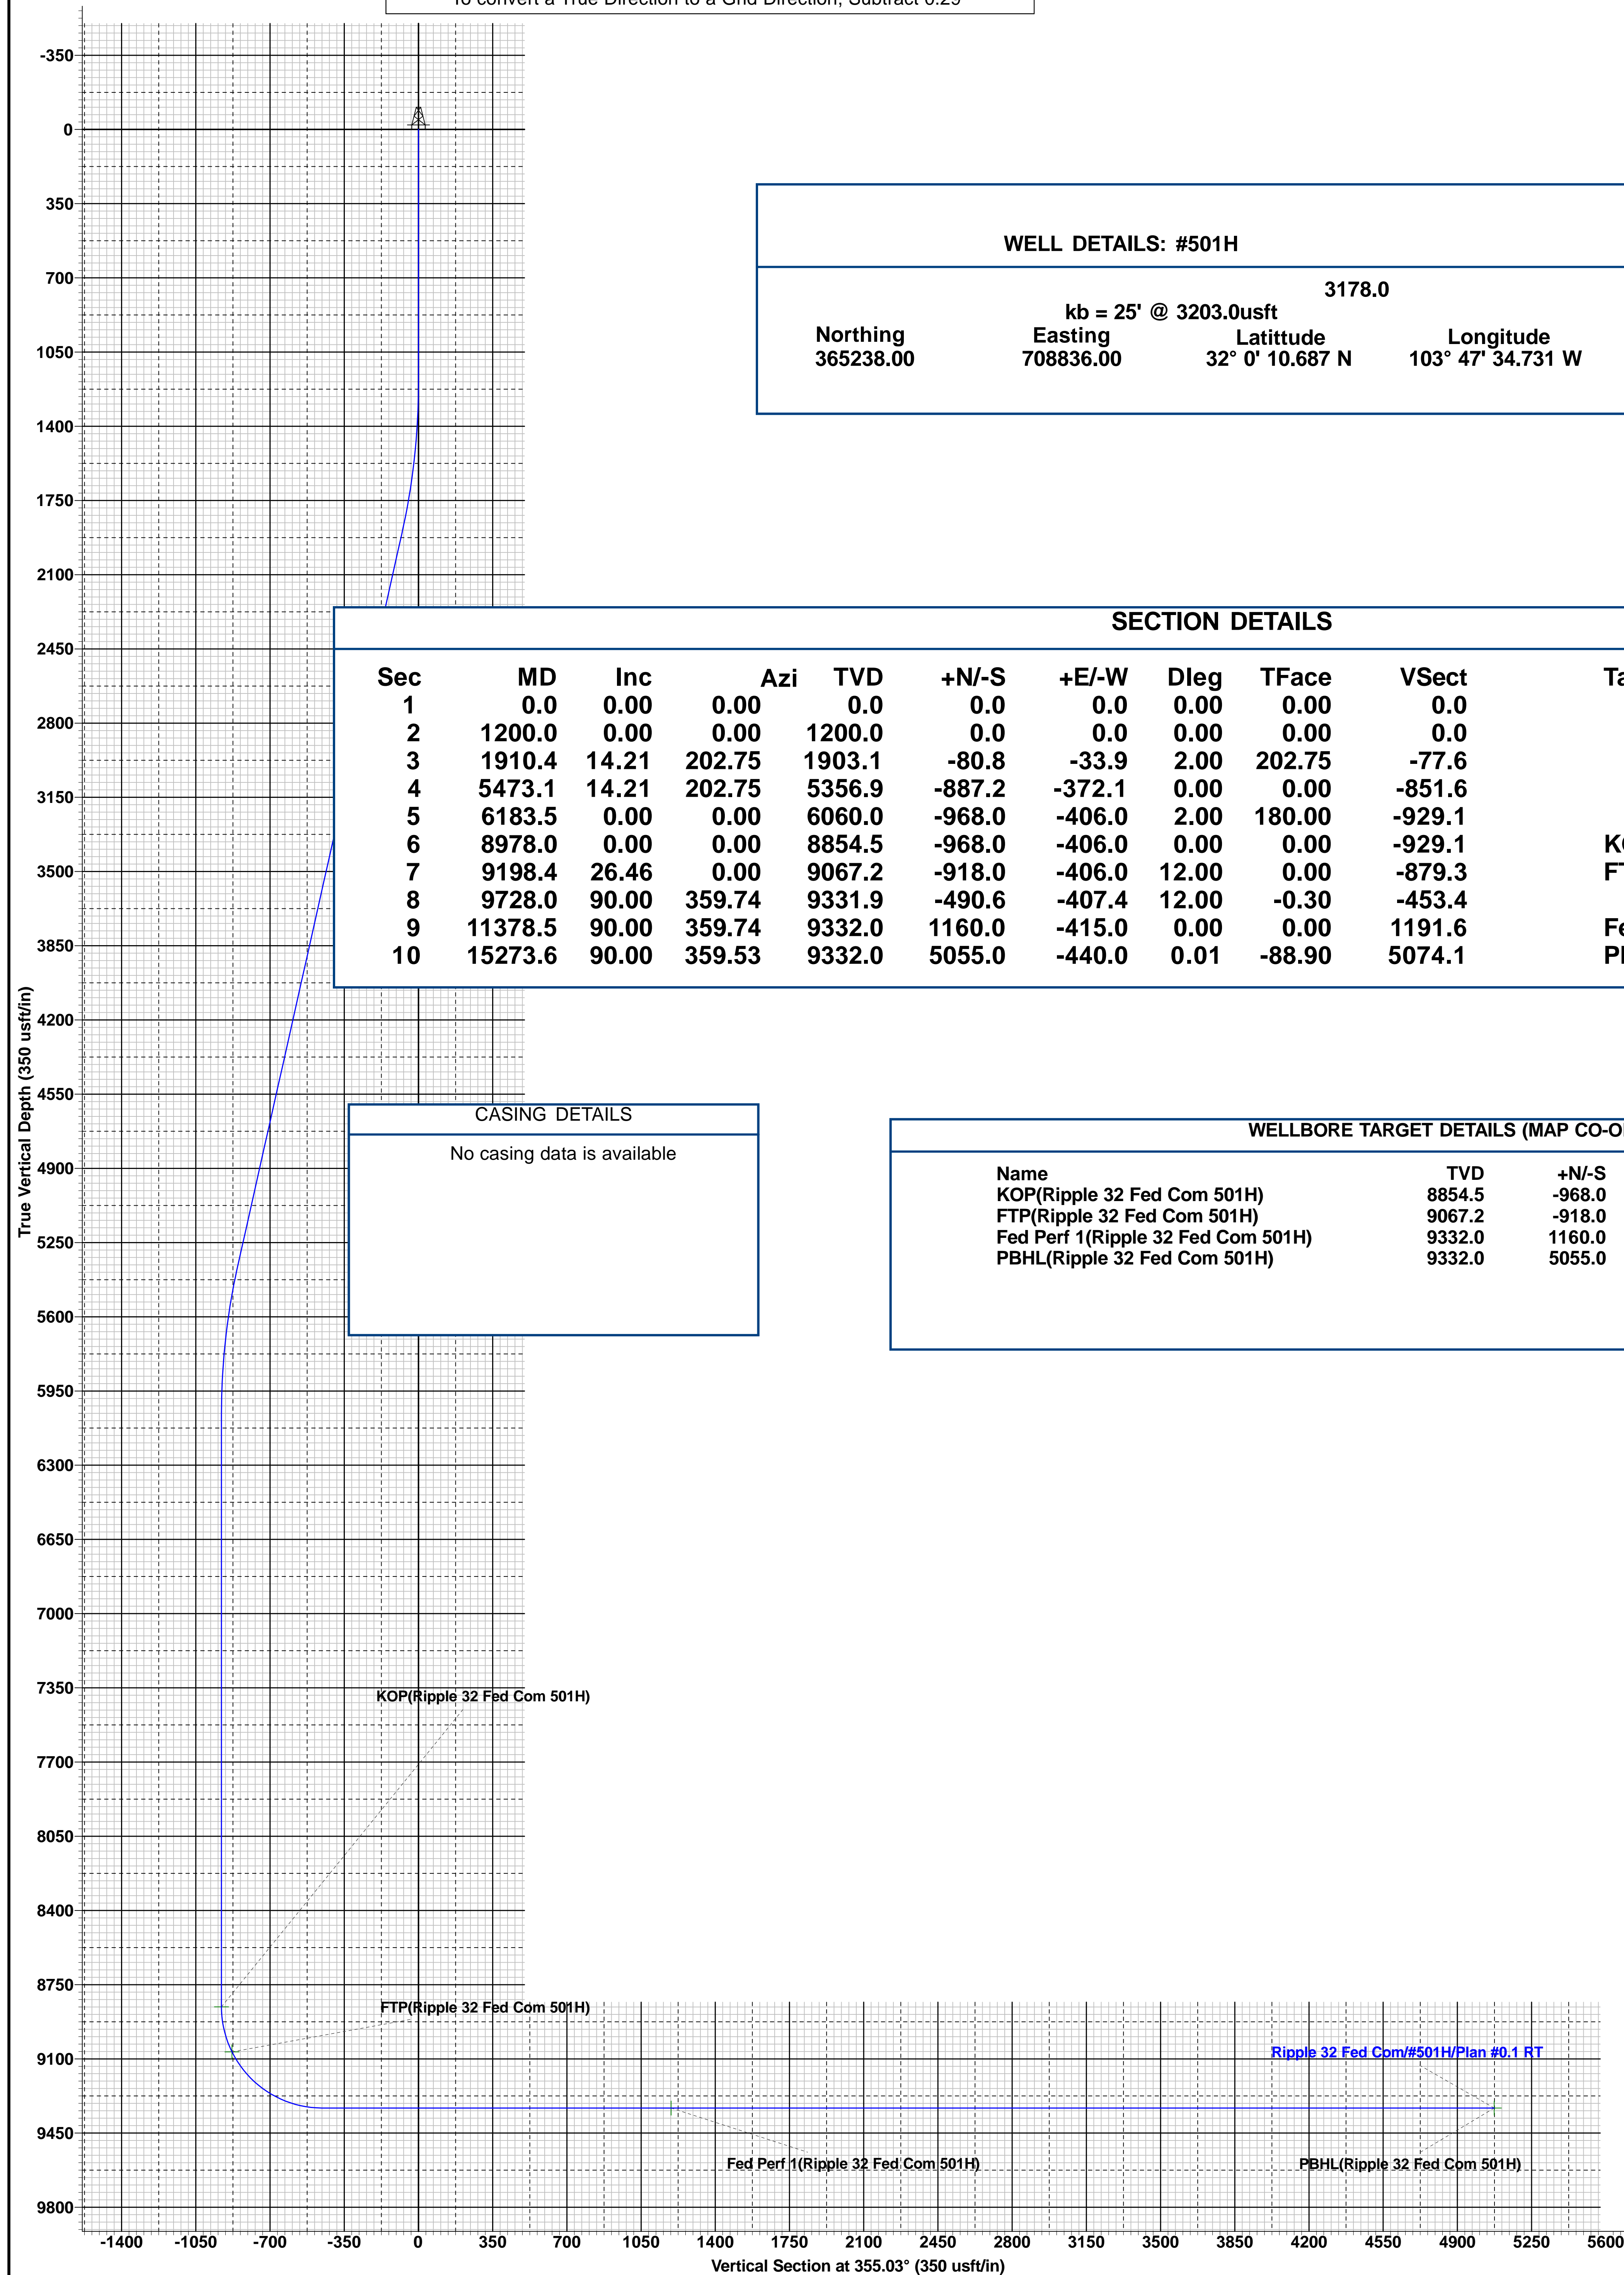 To convert a True Direction to a Grid Direction, Subtract 0.29°
-350
0
350
700
1050
1400
1750
2100
2450
2800
3150
3500
3850
4200
4550
4900
5250
5600
5950
6300
6650
7000
7350
7700
8050
8400
8750
9100
9450
9800
True Vertical Depth (350 usft/in)
WELL DETAILS: #501H
3178.0
kb = 25' @ 3203.0usft
Northing Easting Latittude Longitude
365238.00 708836.00 32° 0' 10.687 N 103° 47' 34.731 W
SECTION DETAILS
Sec MD Inc Azi TVD +N/-S +E/-W Dleg TFace VSect Ta
1 0.0 0.00 0.00 0.0 0.0 0.0 0.00 0.00 0.0
2 1200.0 0.00 0.00 1200.0 0.0 0.0 0.00 0.00 0.0
3 1910.4 14.21 202.75 1903.1 -80.8 -33.9 2.00 202.75 -77.6
4 5473.1 14.21 202.75 5356.9 -887.2 -372.1 0.00 0.00 -851.6
5 6183.5 0.00 0.00 6060.0 -968.0 -406.0 2.00 180.00 -929.1
6 8978.0 0.00 0.00 8854.5 -968.0 -406.0 0.00 0.00 -929.1 KO
7 9198.4 26.46 0.00 9067.2 -918.0 -406.0 12.00 0.00 -879.3 FT
8 9728.0 90.00 359.74 9331.9 -490.6 -407.4 12.00 -0.30 -453.4
9 11378.5 90.00 359.74 9332.0 1160.0 -415.0 0.00 0.00 1191.6 Fe
10 15273.6 90.00 359.53 9332.0 5055.0 -440.0 0.01 -88.90 5074.1 PB
CASING DETAILS
No casing data is available
WELLBORE TARGET DETAILS (MAP CO-O
Name TVD +N/-S
KOP(Ripple 32 Fed Com 501H) 8854.5 -968.0
FTP(Ripple 32 Fed Com 501H) 9067.2 -918.0
Fed Perf 1(Ripple 32 Fed Com 501H) 9332.0 1160.0
PBHL(Ripple 32 Fed Com 501H) 9332.0 5055.0
KOP(Ripple 32 Fed Com 501H)
FTP(Ripple 32 Fed Com 501H)
Ripple 32 Fed Com/#501H/Plan #0.1 RT
Fed Perf 1(Ripple 32 Fed Com 501H)
PBHL(Ripple 32 Fed Com 501H)
-1400 -1050 -700 -350 0 350 700 1050 1400 1750 2100 2450 2800 3150 3500 3850 4200 4550 4900 5250 5600
Vertical Section at 355.03° (350 usft/in)